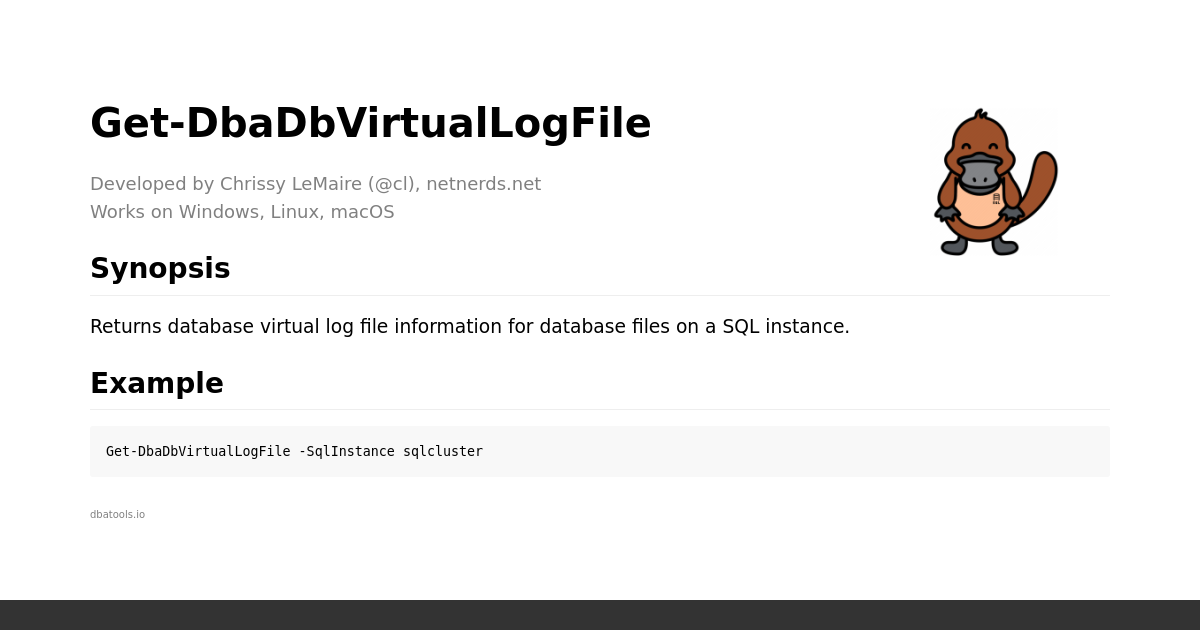 Get-DbaDbVirtualLogFile
Developed by Chrissy LeMaire (@cl), netnerds.net
Works on Windows, Linux, macOS
Synopsis
Returns database virtual log file information for database files on a SQL instance.
Example
Get-DbaDbVirtualLogFile -SqlInstance sqlcluster
dbatools.io